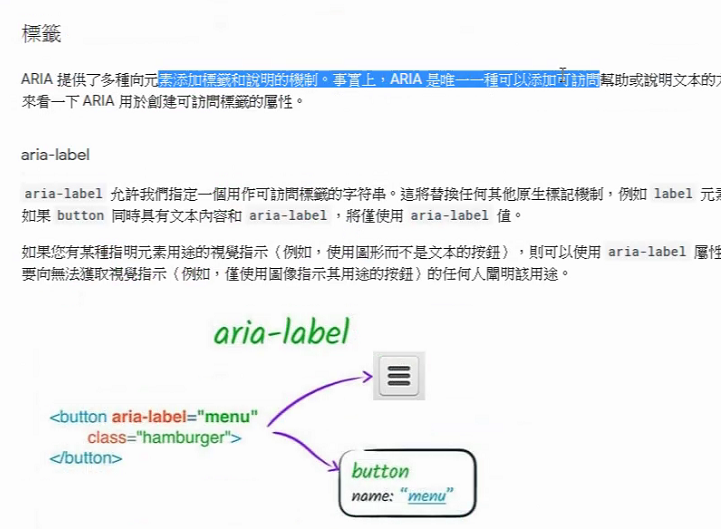 標籤
ARIA 提供了多種向元素添加標籤和說明的機制。事實上，ARIA 是唯一一種可以添加可訪問幫助或說明文本的方
來看一下 ARIA 用於創建可訪問標籤的屬性。
aria-label
aria-label 允許我們指定一個用作可訪問標籤的字符串。這將替換任何其他原生標記機制，例如 label 元素
如果 button 同時具有文本內容和 aria-label，將僅使用 aria-label 值。
如果您有某種指明元素用途的視覺指示（例如，使用圖形而不是文本的按鈕），則可以使用 aria-label 屬性
要向無法獲取視覺指示（例如，僅使用圖像指示其用途的按鈕）的任何人闡明該用途。
aria-label
<button aria-label="menu"
class="hamburger">
</button>
button
name: “menu”